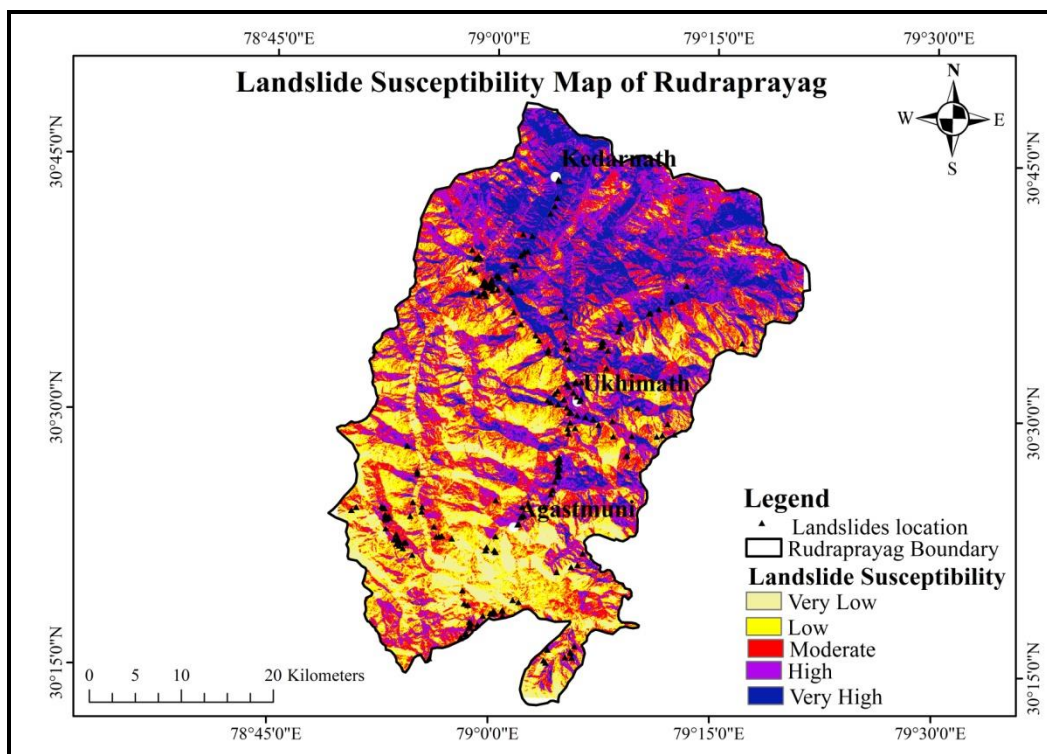 78°45'0"E 79°0'0"E 79°15'0"E 79°30'0"E
Landslide Susceptibility Map of Rudraprayag
N
W E
S
30°45'0"N 30°45'0"N
Kedarnath
Ukhimath
30°30'0"N 30°30'0"N
Agastmuni
Legend
Landslides location
Rudraprayag Boundary
Landslide Susceptibility
Very Low
Low
Moderate
High
Very High
0 5 10 20 Kilometers
30°15'0"N 30°15'0"N
78°45'0"E 79°0'0"E 79°15'0"E 79°30'0"E